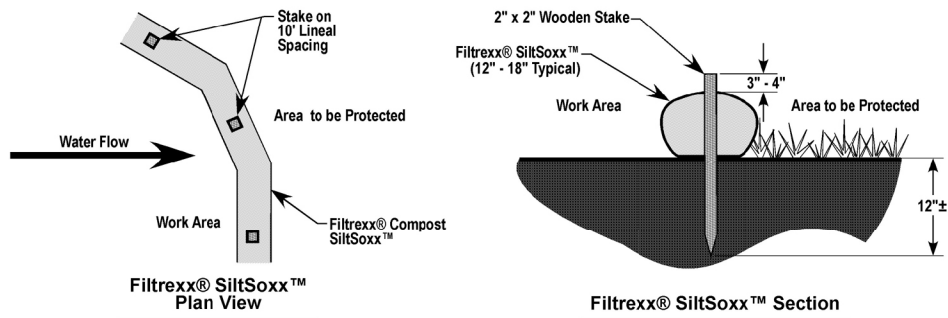 Stake on
10' Lineal
Spacing
Area to be Protected
Water Flow
Work Area
Filtrexx® Compost
SiltSoxx™
Filtrexx® SiltSoxx™
Plan View
2" x 2" Wooden Stake
Filtrexx® SiltSoxx™
(12" - 18" Typical)
3" - 4"
Work Area
Area to be Protected
12"±
Filtrexx® SiltSoxx™ Section